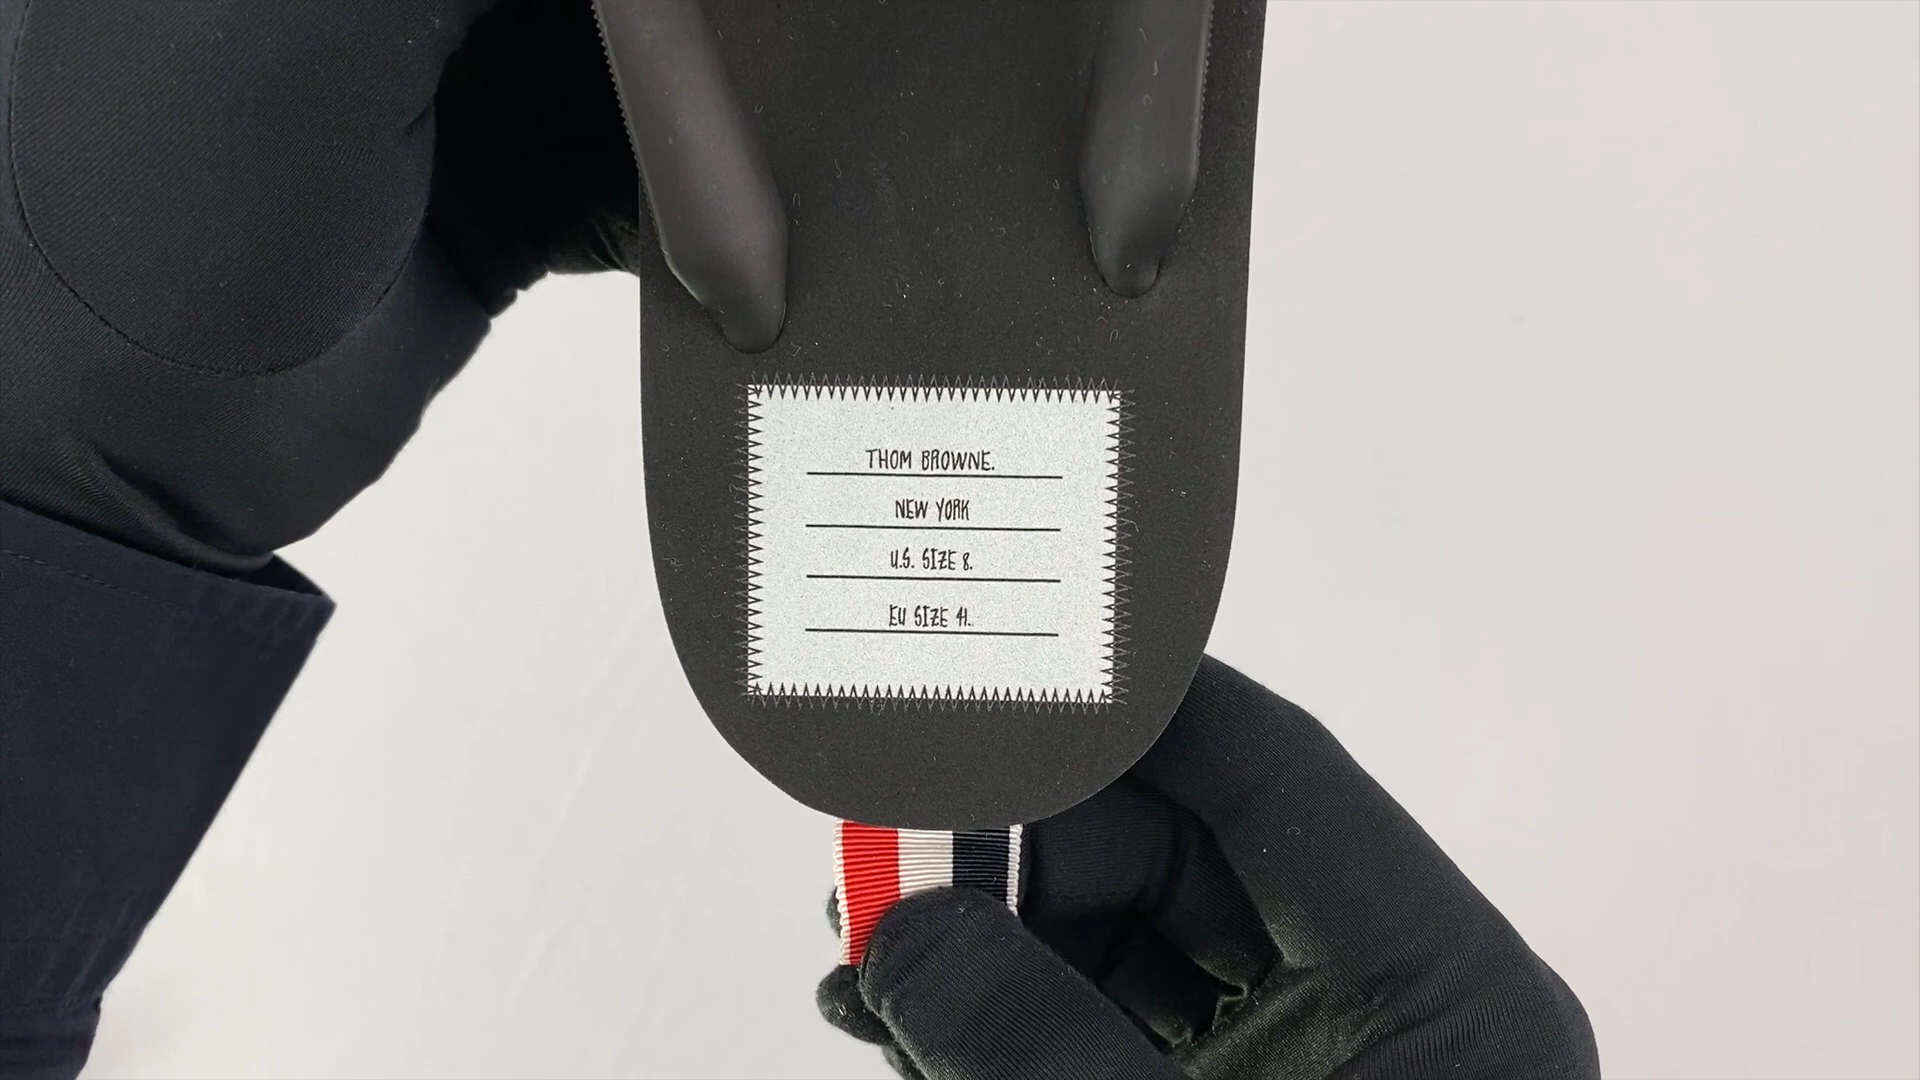 THOM BROWNE.
NEW YORK
U.S. SIZE 8.
EU SIZE 41.